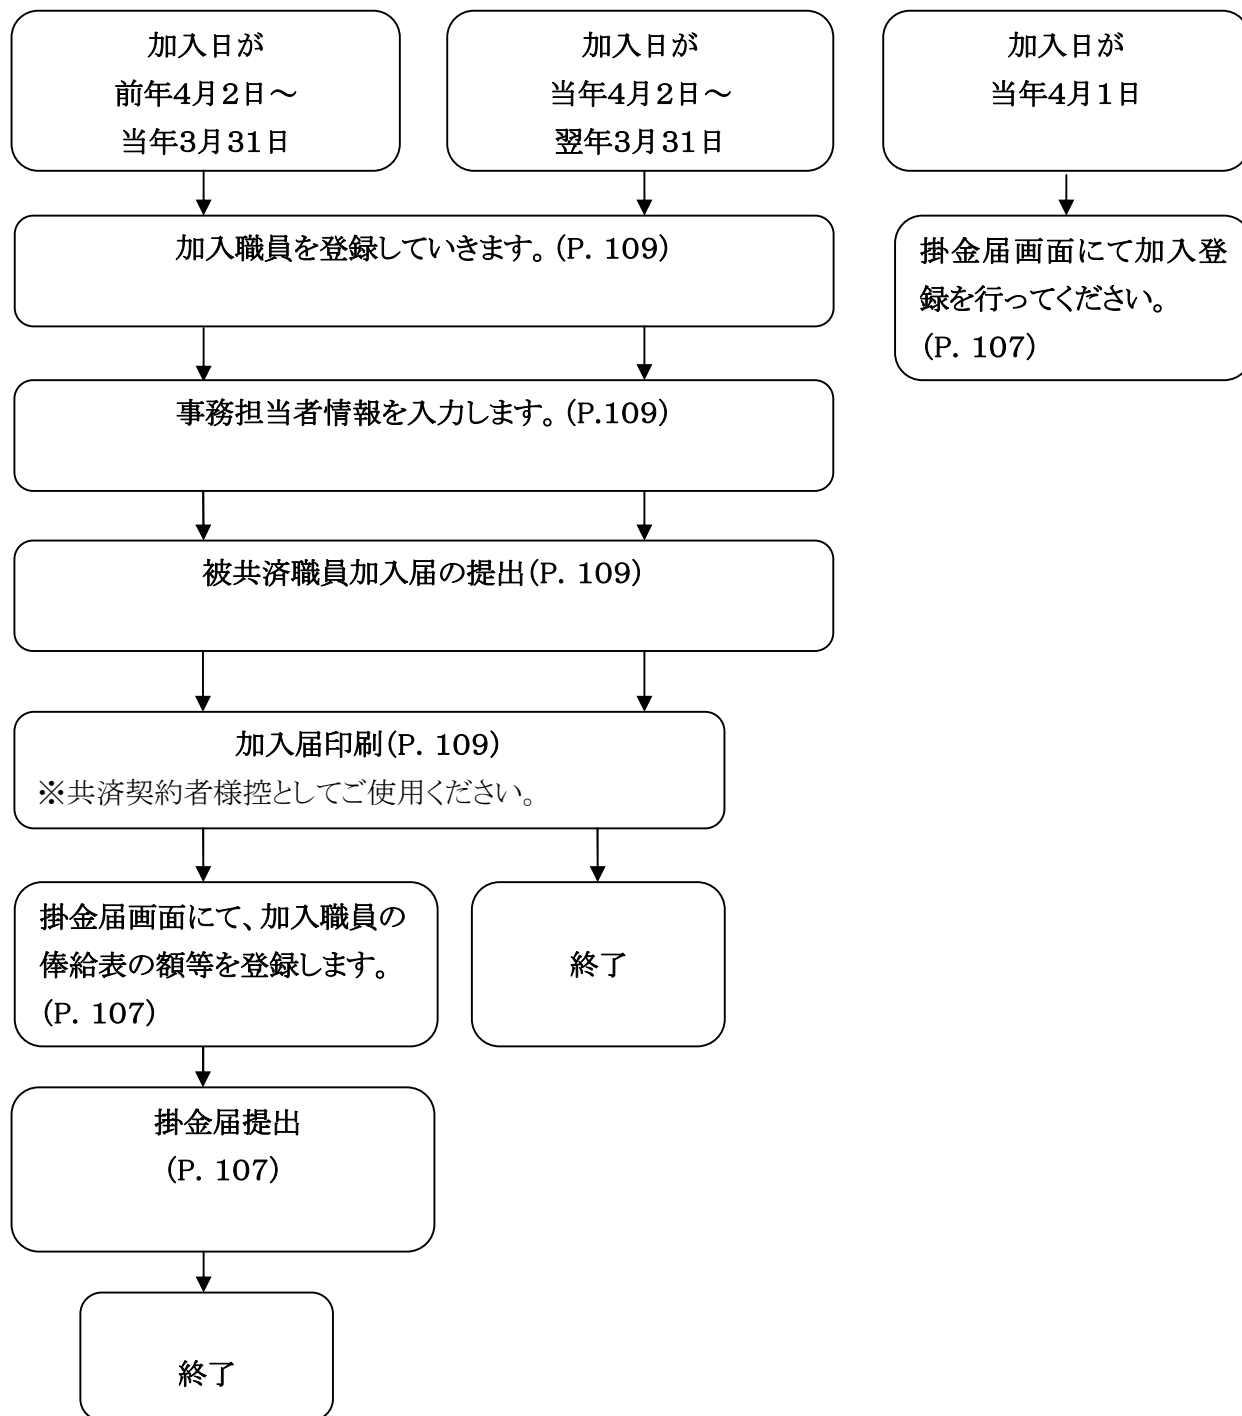 加入日が
前年4月2日～
当年3月31日
加入日が
当年4月2日～
翌年3月31日
加入日が
当年4月1日
加入職員を登録していきます。(P. 109)
掛金届画面にて加入登
録を行ってください。
(P. 107)
事務担当者情報を入力します。(P.109)
被共済職員加入届の提出(P. 109)
加入届印刷(P. 109)
※共済契約者様控としてご使用ください。
掛金届画面にて、加入職員の
俸給表の額等を登録します。
(P. 107)
終了
掛金届提出
(P. 107)
終了